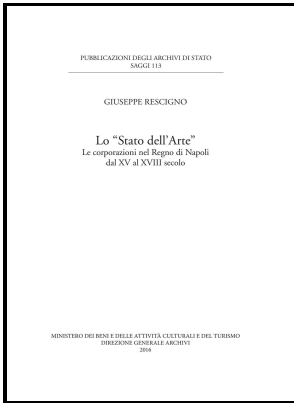 PUBBLICAZIONI DEGLI ARCHIVI DI STATO
SAGGI 113
GIUSEPPE RESCIGNO
Lo “Stato dell’Arte”
Le corporazioni nel Regno di Napoli
dal XV al XVIII secolo
MINISTERO DEI BENI E DELLE ATTIVITÀ CULTURALI E DEL TURISMO
DIREZIONE GENERALE ARCHIVI
2016